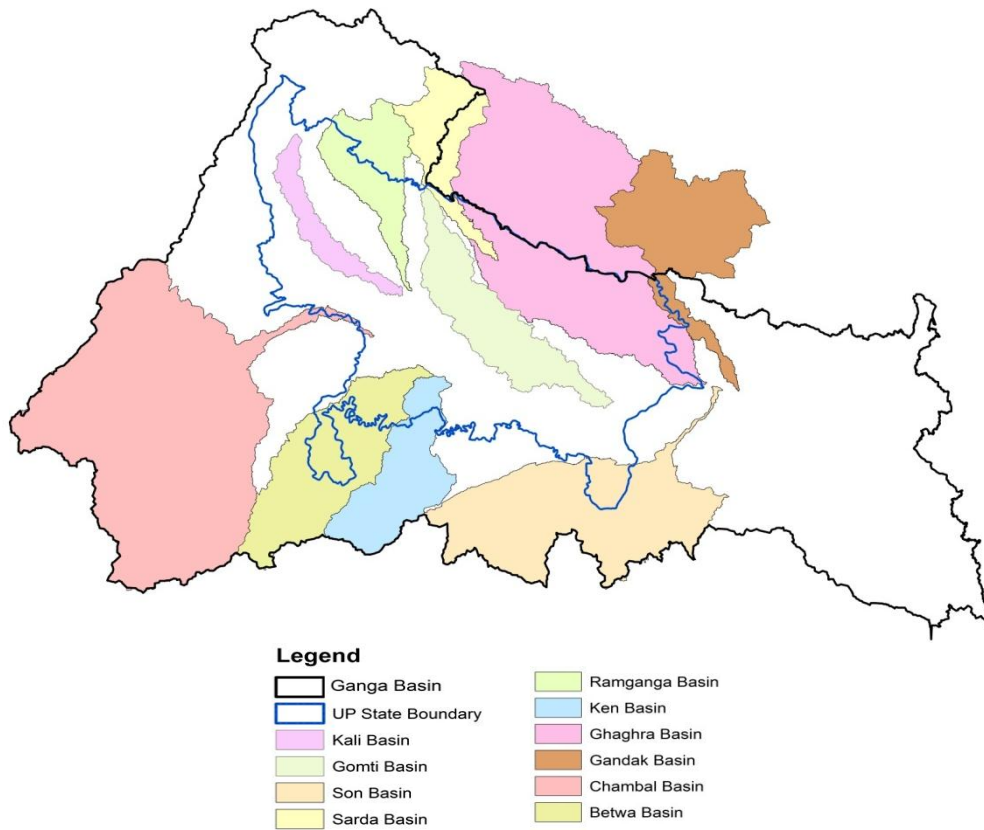 Legend
Ganga Basin
UP State Boundary
Kali Basin
Gomti Basin
Son Basin
Sarda Basin
Ramganga Basin
Ken Basin
Ghaghra Basin
Gandak Basin
Chambal Basin
Betwa Basin